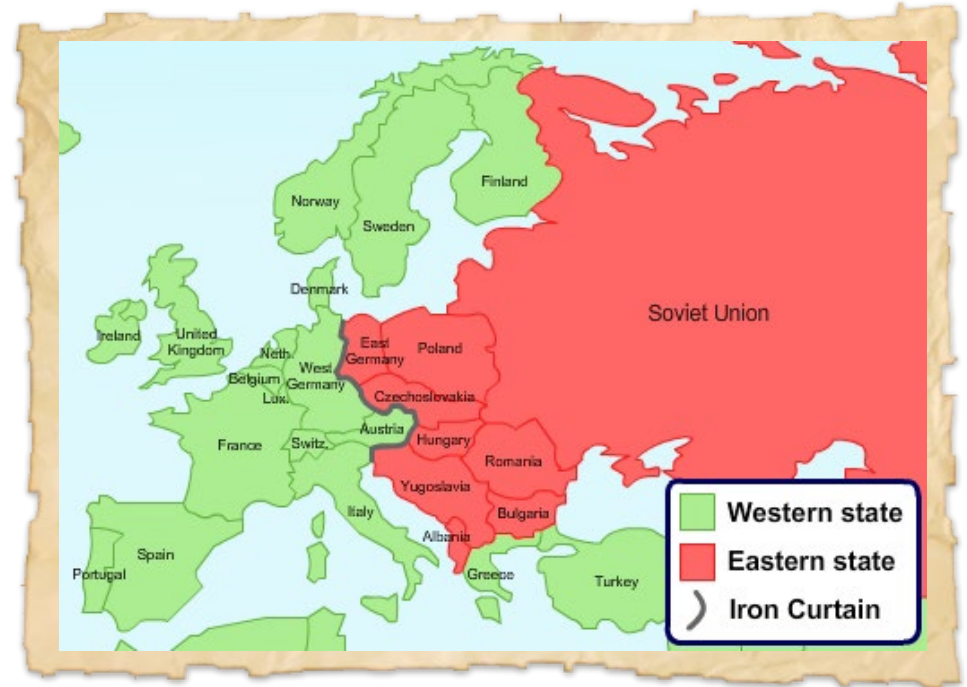 Finland
Norway
Sweden
Denmark
Soviet Union
Ireland
United
Kingdom
Neth.
Belgium
Lux.
West
Germany
East
Germany
Poland
Czechoslovakia
Austria
France
Switz.
Hungary
Romania
Yugoslavia
Italy
Bulgaria
Albania
Spain
Portugal
Greece
Turkey
Western state
Eastern state
Iron Curtain